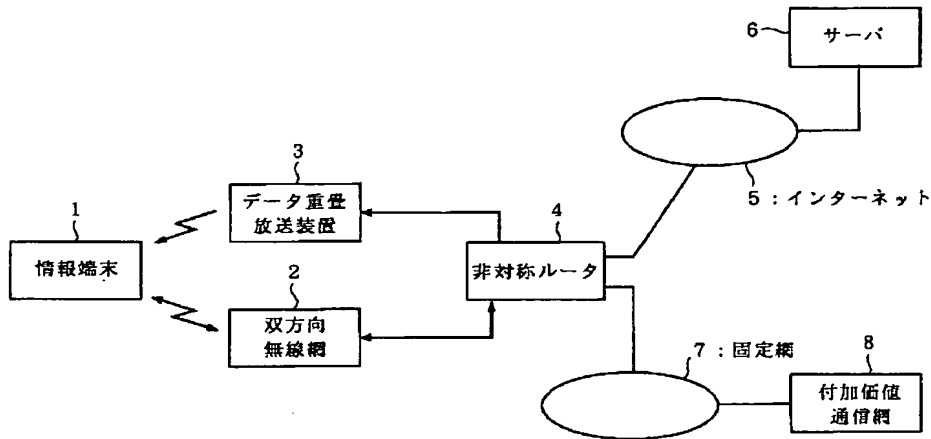 6
サーバ
5：インターネット
3
データ重畳
放送装置
1
情報端末
4
非対称ルータ
2
双方向
無線網
7：固定網
8
付加価値
通信網